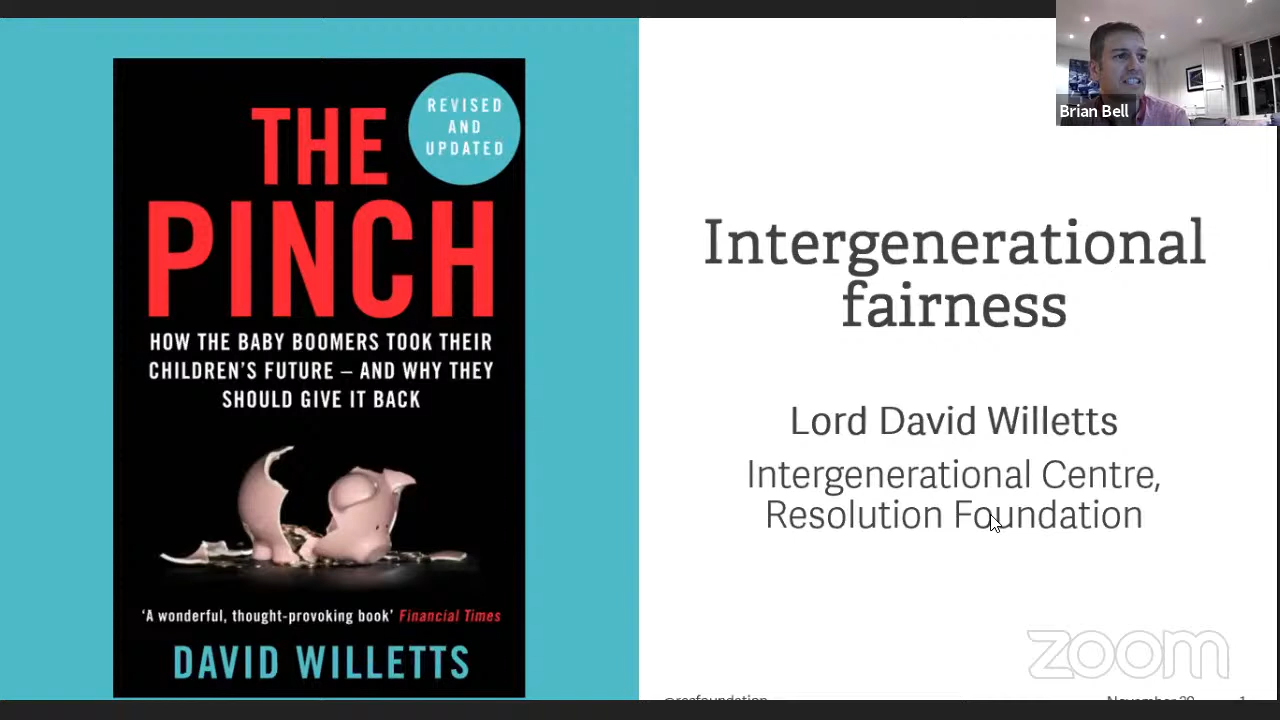 THE
PINCH
REVISED
AND
UPDATED
HOW THE BABY BOOMERS TOOK THEIR
CHILDREN'S FUTURE – AND WHY THEY
SHOULD GIVE IT BACK
'A wonderful, thought-provoking book' Financial Times
DAVID WILLETTS
Brian Bell
Intergenerational
fairness
Lord David Willetts
Intergenerational Centre,
Resolution Foundation
zoom